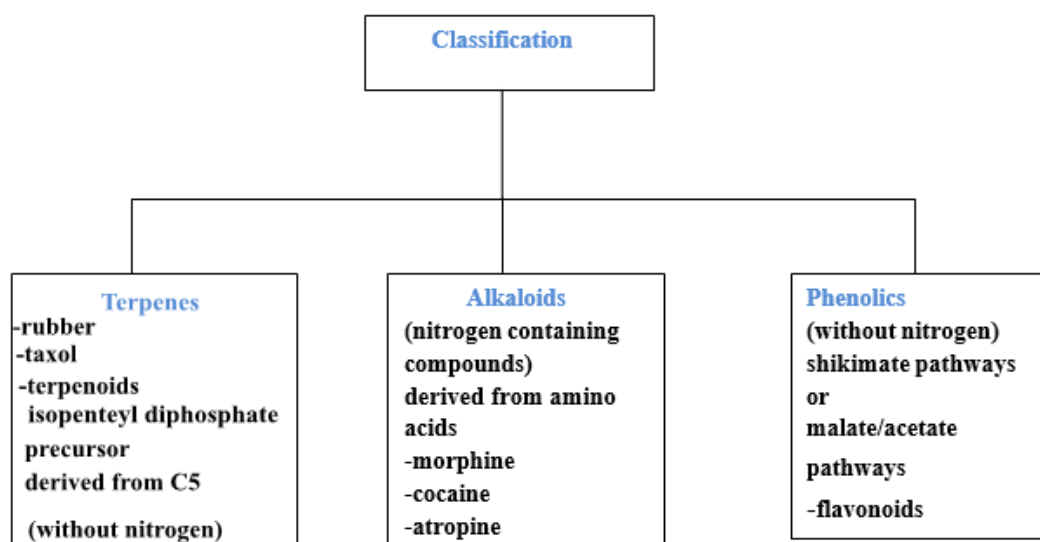 Classification
Terpenes
-rubber
-taxol
-terpenoids
isopenteyl diphosphate
precursor
derived from C5
(without nitrogen)
Alkaloids
(nitrogen containing
compounds)
derived from amino
acids
-morphine
-cocaine
-atropine
Phenolics
(without nitrogen)
shikimate pathways
or
malate/acetate
pathways
-flavonoids